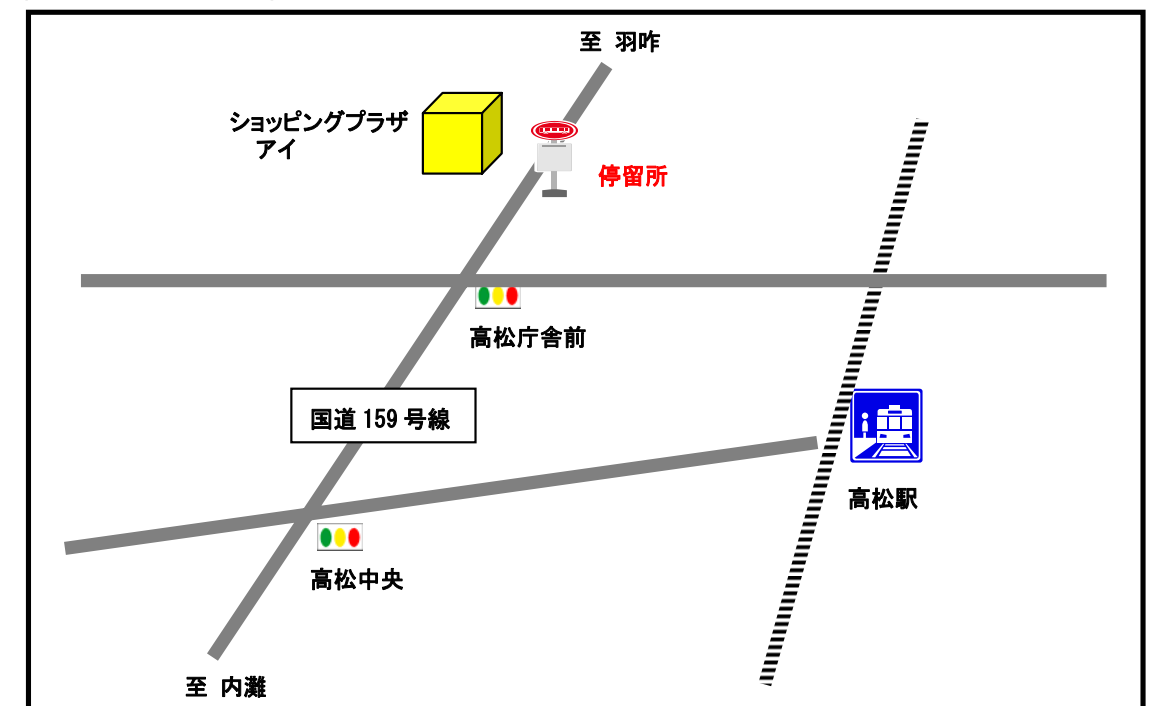 至 羽咋
ショッピングプラザ
アイ
停留所
高松庁舎前
国道 159 号線
高松駅
高松中央
至 内灘